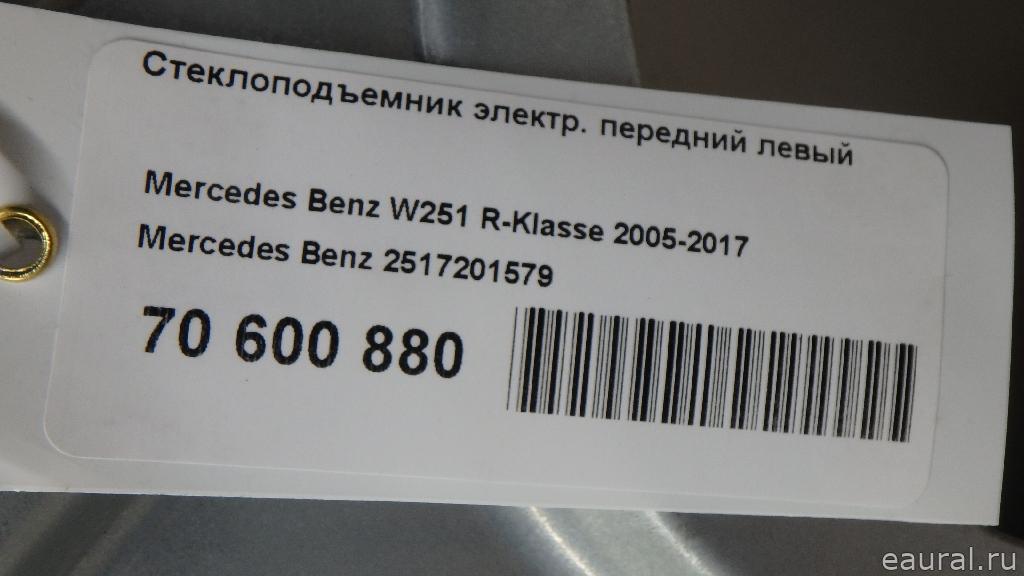 Стеклоподъемник электр. передний левый
Mercedes Benz W251 R-Klasse 2005-2017
Mercedes Benz 2517201579
70 600 880
eaural.ru